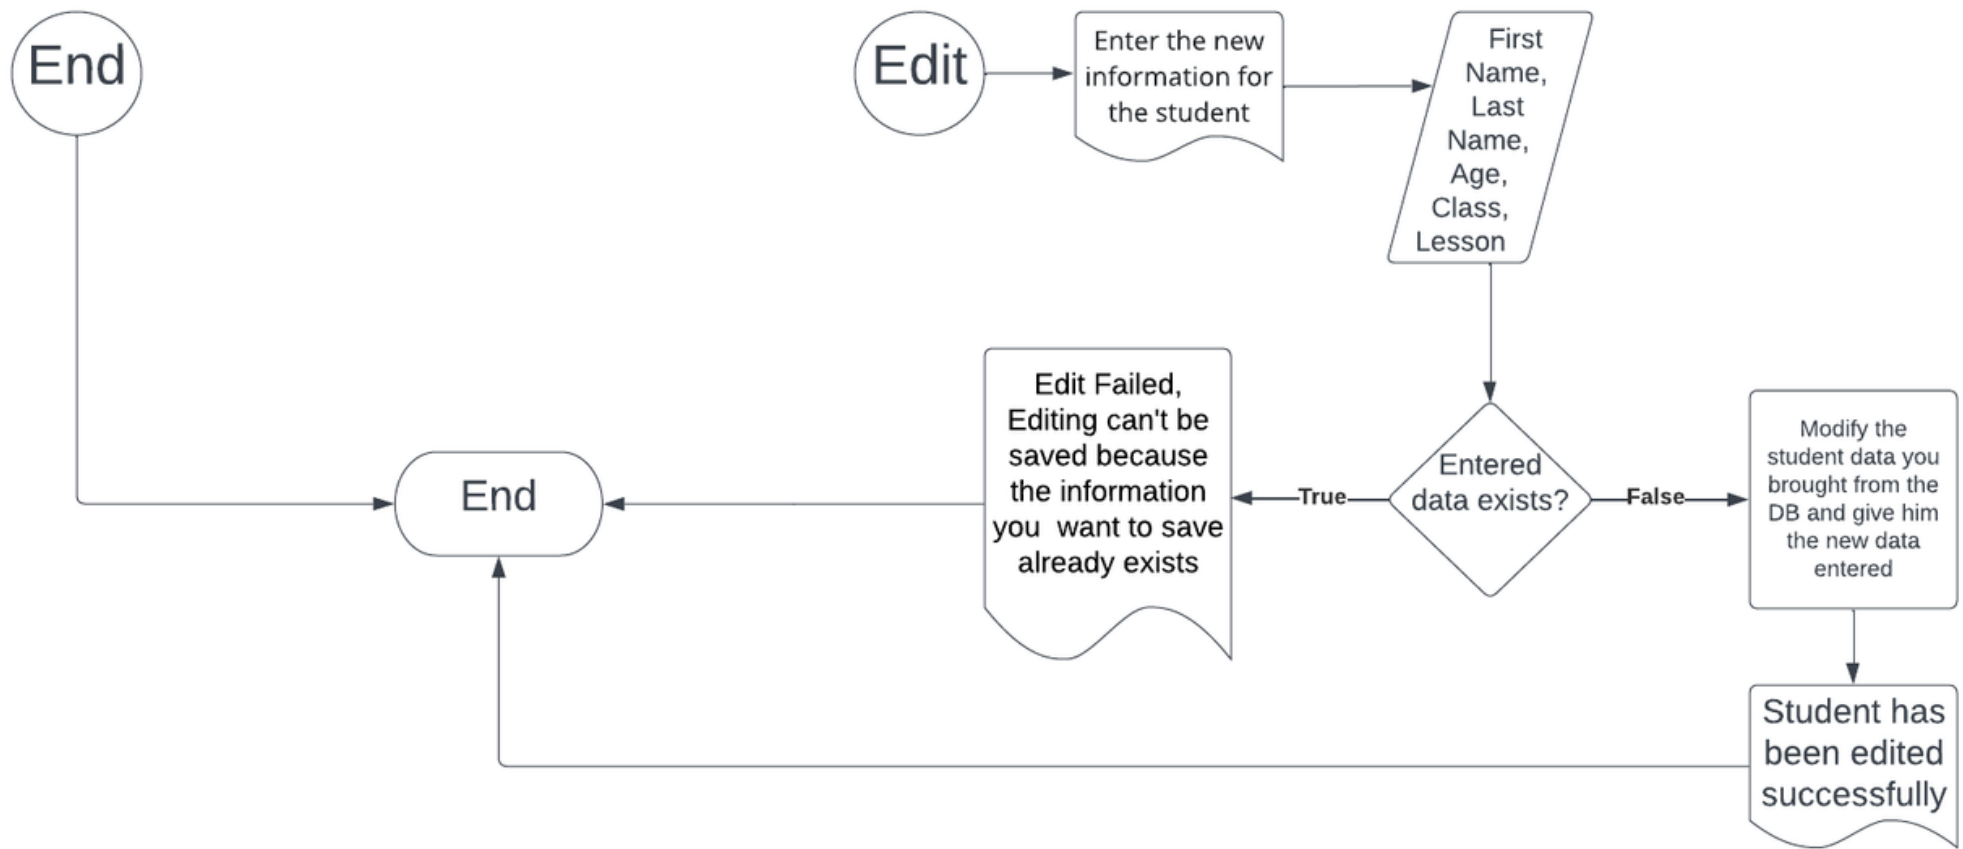 End
Edit
Enter the new
information for
the student
First
Name,
Last
Name,
Age,
Class,
Lesson
Edit Failed,
Editing can't be
saved because
the information
you  want to save
already exists
True
Entered
data exists?
False
Modify the
student data you
brought from the
DB and give him
the new data
entered
End
Student has
been edited
successfully